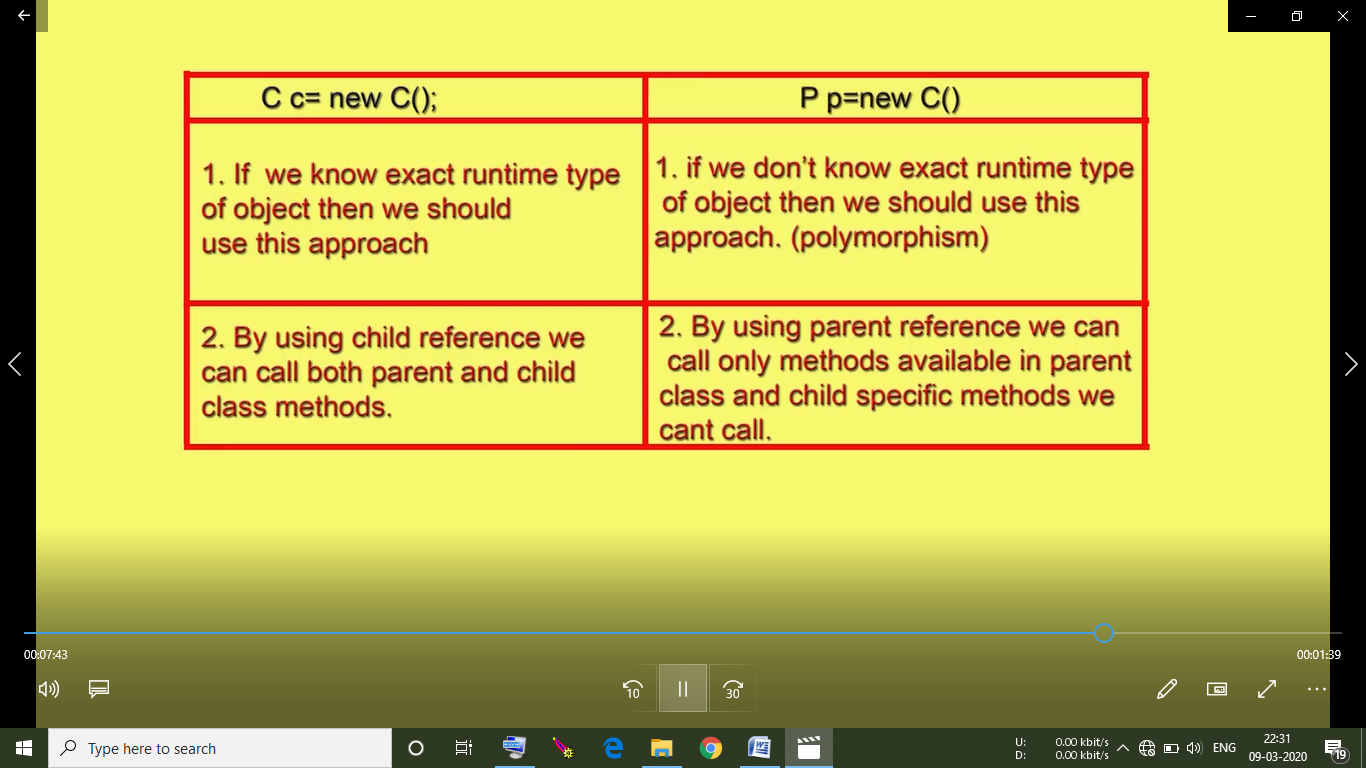 C c= new C();
P p=new C()
1. If we know exact runtime type
of object then we should
use this approach
1. if we don't know exact runtime type
of object then we should use this
approach. (polymorphism)
2. By using child reference we
can call both parent and child
class methods.
2. By using parent reference we can
call only methods available in parent
class and child specific methods we
cant call.
00:07:43
00:01:39
10
30
Type here to search
U: 0.00 kbit/s
D: 0.00 kbit/s
ENG
22:31
09-03-2020
19